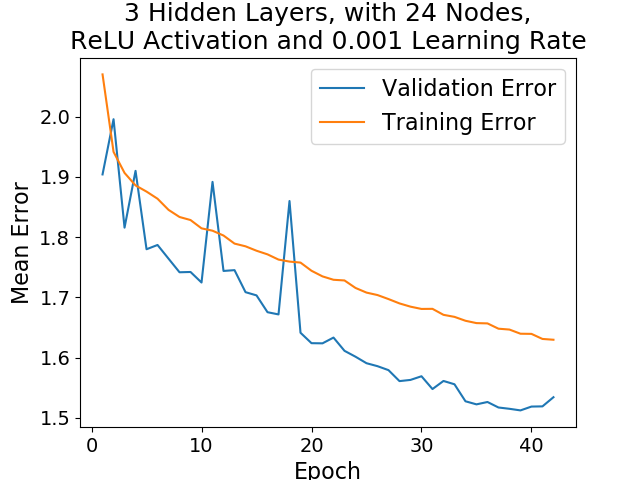 3 Hidden Layers, with 24 Nodes,
ReLU Activation and 0.001 Learning Rate
Validation Error
Training Error
Mean Error
2.0
1.9
1.8
1.7
1.6
1.5
0 10 20 30 40
Epoch